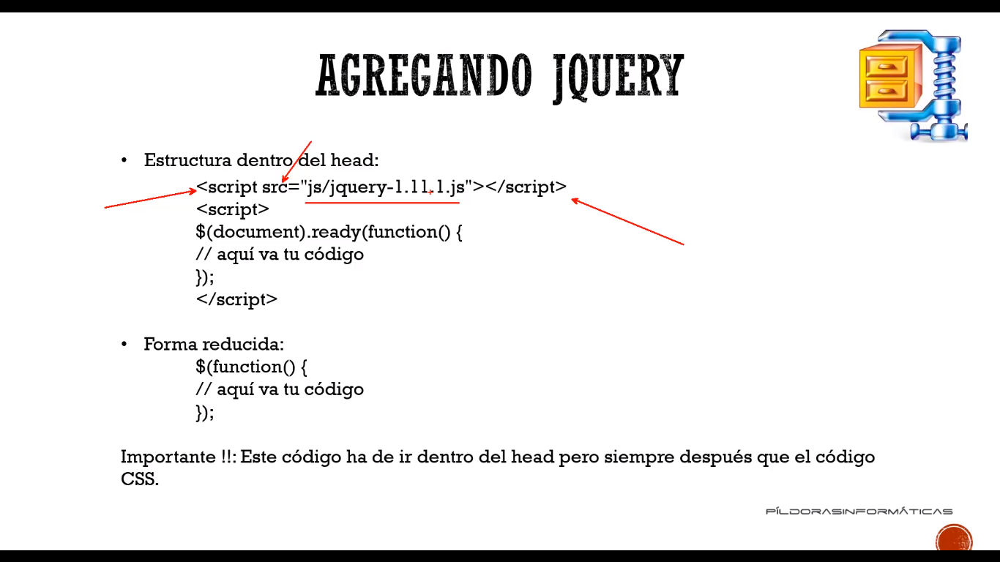 AGREGANDO JQUERY
• Estructura dentro del head:
<script src="js/jquery-1.11.1.js"></script>
<script>
$(document).ready(function() {
// aquí va tu código
});
</script>
• Forma reducida:
$(function() {
// aquí va tu código
});
Importante !!: Este código ha de ir dentro del head pero siempre después que el código
CSS.
PÍLDORASINFORMÁTICAS